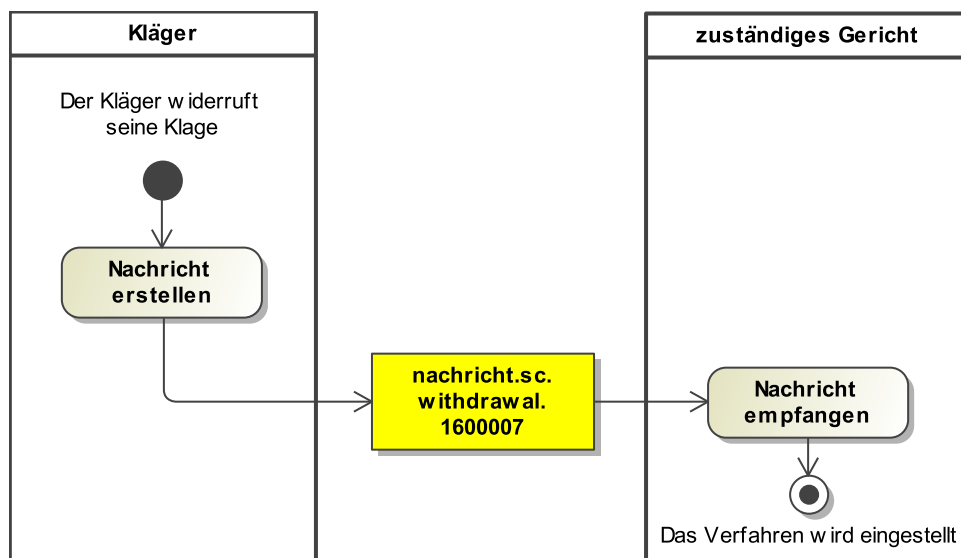 Kläger
zuständiges Gericht
Der Kläger widerruft
seine Klage
Nachricht
erstellen
nachricht.sc.
withdrawal.
1600007
Nachricht
empfangen
Das Verfahren wird eingestellt